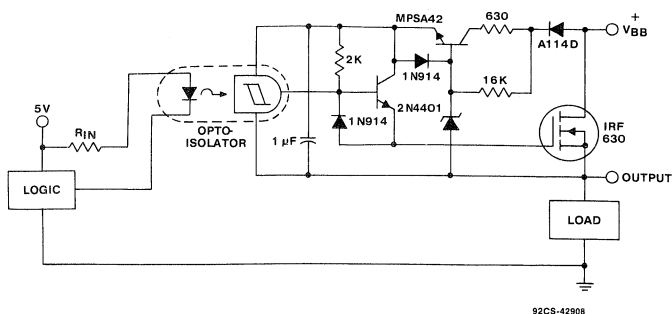 MPSA42
630
+
VBB
A114D
2K
1N914
16K
5V
RIN
OPTO-
ISOLATOR
1N914
2N4401
1 µF
IRF
630
LOGIC
OUTPUT
LOAD
92CS-42908